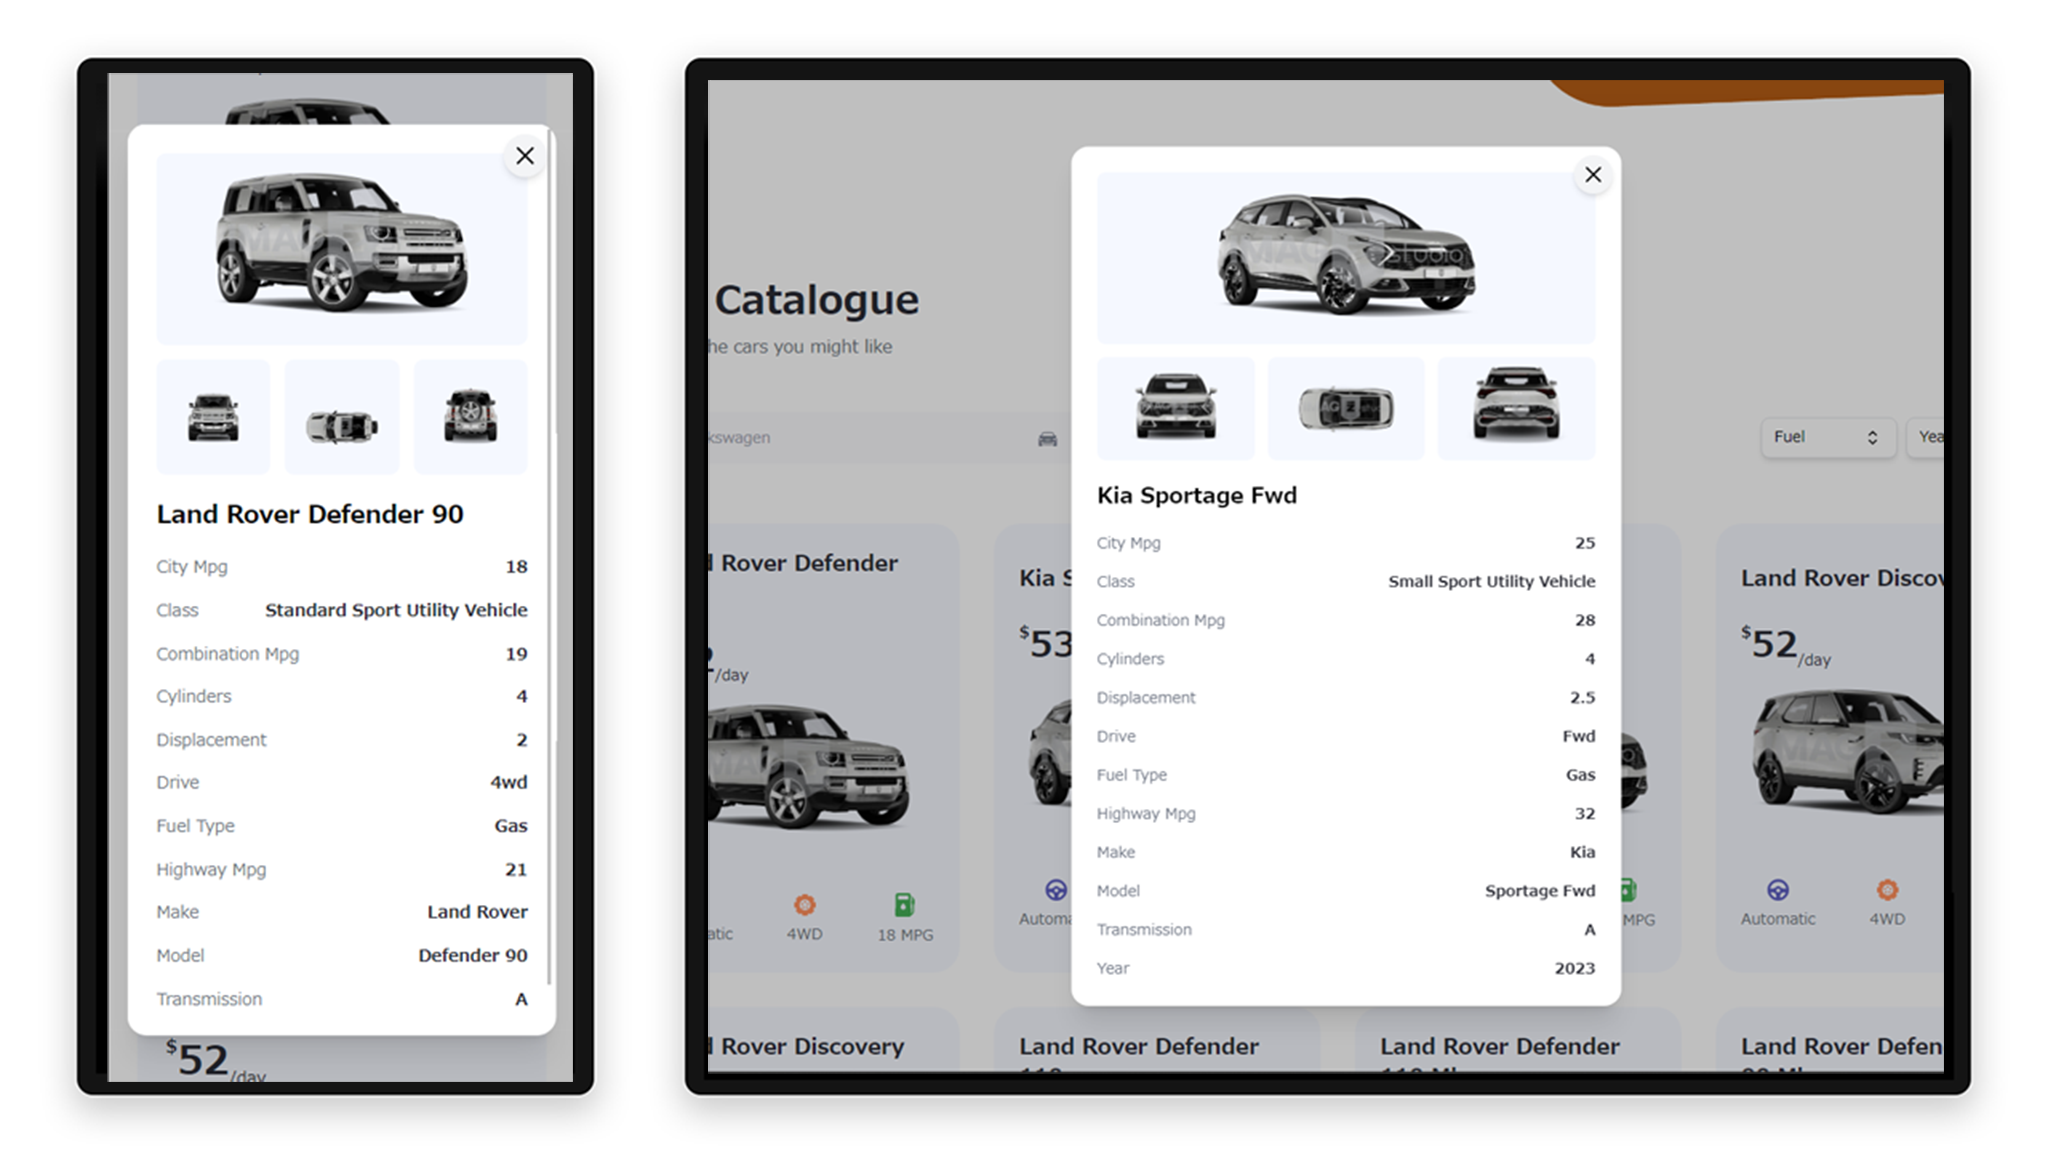 Land Rover Defender 90
City Mpg 18
Class Standard Sport Utility Vehicle
Combination Mpg 19
Cylinders 4
Displacement 2
Drive 4wd
Fuel Type Gas
Highway Mpg 21
Make Land Rover
Model Defender 90
Transmission A
$52/day
Catalogue
he cars you might like
kswagen
Fuel
Yea
d Rover Defender
/day
4WD
18 MPG
atic
Kia S
$53
Automa
MPG
Land Rover Discov
$52/day
Automatic
4WD
Kia Sportage Fwd
City Mpg 25
Class Small Sport Utility Vehicle
Combination Mpg 28
Cylinders 4
Displacement 2.5
Drive Fwd
Fuel Type Gas
Highway Mpg 32
Make Kia
Model Sportage Fwd
Transmission A
Year 2023
d Rover Discovery
Land Rover Defender
Land Rover Defender
Land Rover Defen